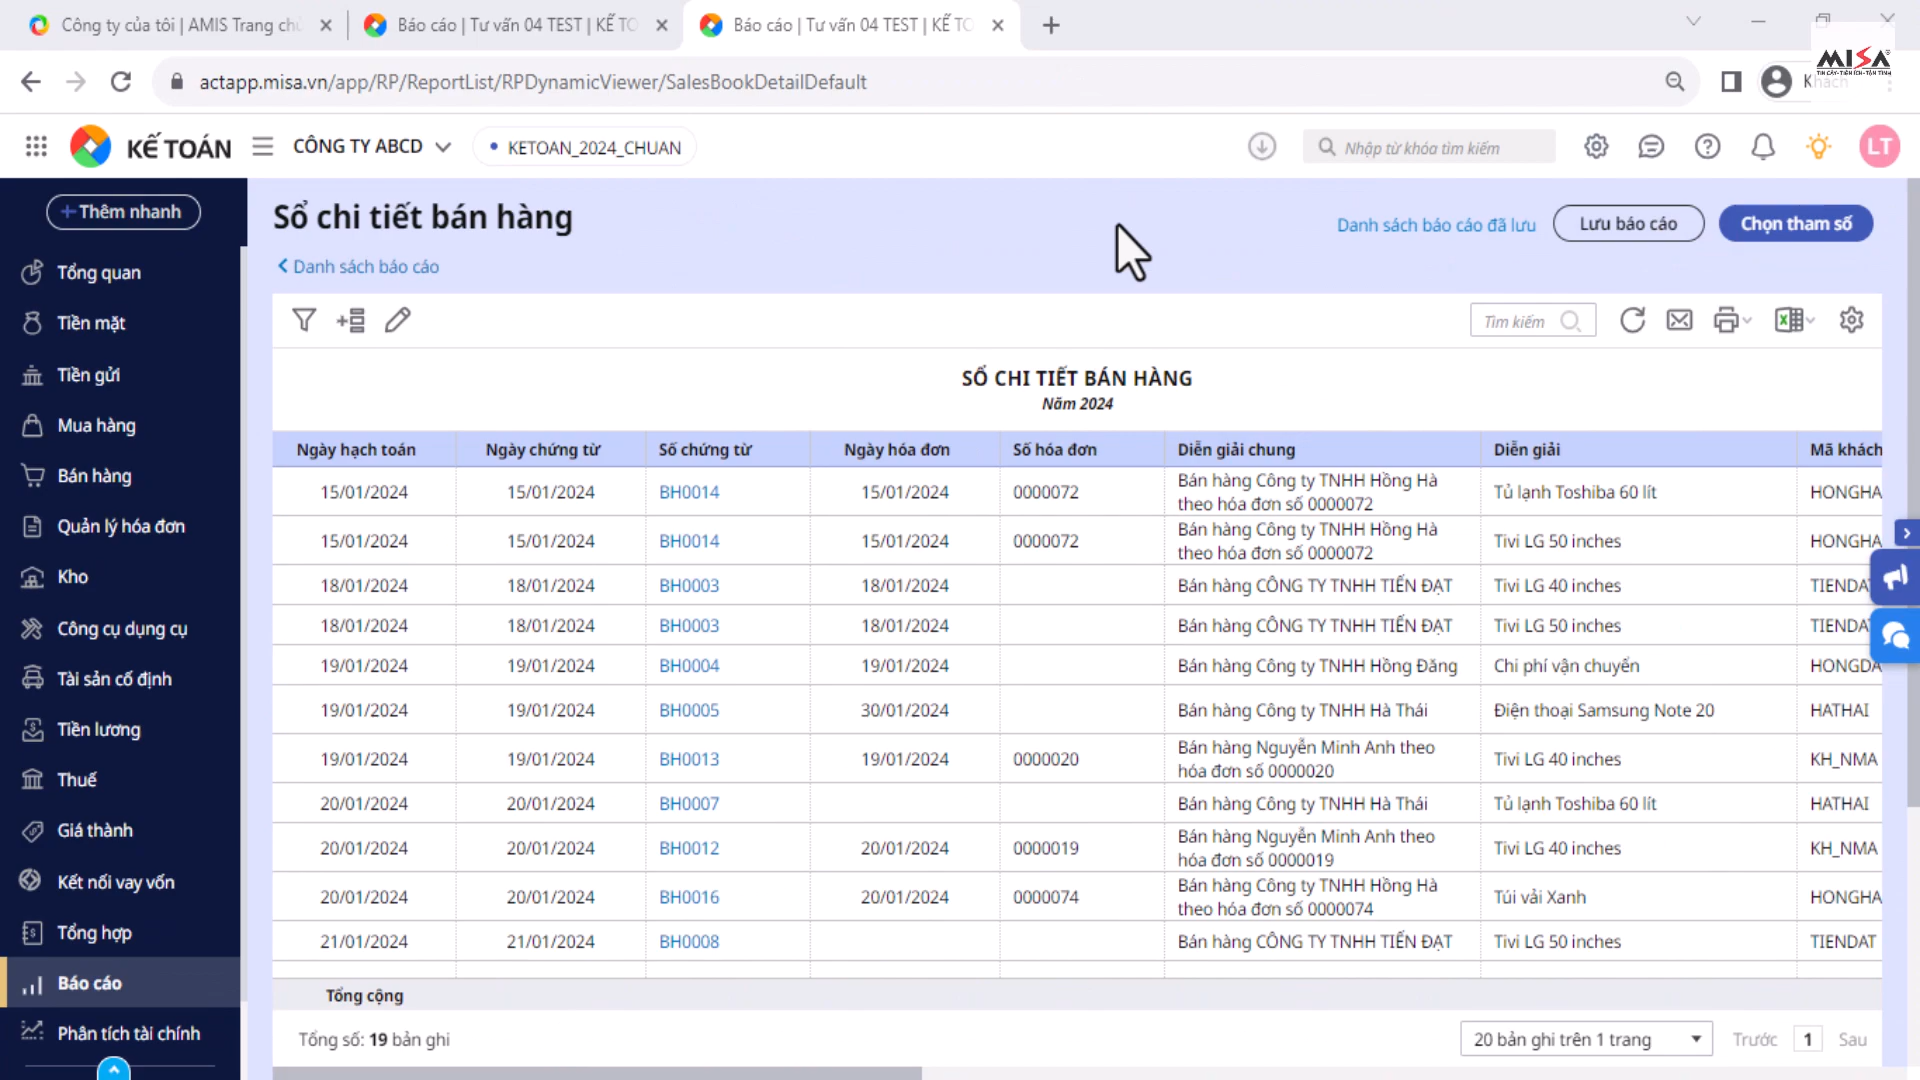 Công ty của tôi | AMIS Trang ch
Báo cáo | Tư vấn 04 TEST | KẾ TO
Báo cáo | Tư vấn 04 TEST | KẾ TO
actapp.misa.vn/app/RP/ReportList/RPDynamicViewer/SalesBookDetailDefault
Khách
MISA
TIN CẬY - TIỆN ÍCH - TẬN TÌNH
KẾ TOÁN
CÔNG TY ABCD
KETOAN_2024_CHUAN
Nhập từ khóa tìm kiếm
LT
+ Thêm nhanh
Tổng quan
Tiền mặt
Tiền gửi
Mua hàng
Bán hàng
Quản lý hóa đơn
Kho
Công cụ dụng cụ
Tài sản cố định
Tiền lương
Thuế
Giá thành
Kết nối vay vốn
Tổng hợp
Báo cáo
Phân tích tài chính
Sổ chi tiết bán hàng
Danh sách báo cáo đã lưu
Lưu báo cáo
Chọn tham số
Danh sách báo cáo
Tìm kiếm
SỔ CHI TIẾT BÁN HÀNG
Năm 2024
Ngày hạch toán Ngày chứng từ Số chứng từ Ngày hóa đơn Số hóa đơn Diễn giải chung Diễn giải Mã khách
15/01/2024 15/01/2024 BH0014 15/01/2024 0000072 Bán hàng Công ty TNHH Hồng Hà theo hóa đơn số 0000072 Tủ lạnh Toshiba 60 lít HONGHA
15/01/2024 15/01/2024 BH0014 15/01/2024 0000072 Bán hàng Công ty TNHH Hồng Hà theo hóa đơn số 0000072 Tivi LG 50 inches HONGHA
18/01/2024 18/01/2024 BH0003 18/01/2024 Bán hàng CÔNG TY TNHH TIẾN ĐẠT Tivi LG 40 inches TIENDAT
18/01/2024 18/01/2024 BH0003 18/01/2024 Bán hàng CÔNG TY TNHH TIẾN ĐẠT Tivi LG 50 inches TIENDAT
19/01/2024 19/01/2024 BH0004 19/01/2024 Bán hàng Công ty TNHH Hồng Đăng Chi phí vận chuyển HONGDA
19/01/2024 19/01/2024 BH0005 30/01/2024 Bán hàng Công ty TNHH Hà Thái Điện thoại Samsung Note 20 HATHAI
19/01/2024 19/01/2024 BH0013 19/01/2024 0000020 Bán hàng Nguyễn Minh Anh theo hóa đơn số 0000020 Tivi LG 40 inches KH_NMA
20/01/2024 20/01/2024 BH0007 Bán hàng Công ty TNHH Hà Thái Tủ lạnh Toshiba 60 lít HATHAI
20/01/2024 20/01/2024 BH0012 20/01/2024 0000019 Bán hàng Nguyễn Minh Anh theo hóa đơn số 0000019 Tivi LG 40 inches KH_NMA
20/01/2024 20/01/2024 BH0016 20/01/2024 0000074 Bán hàng Công ty TNHH Hồng Hà theo hóa đơn số 0000074 Túi vải Xanh HONGHA
21/01/2024 21/01/2024 BH0008 Bán hàng CÔNG TY TNHH TIẾN ĐẠT Tivi LG 50 inches TIENDAT
Tổng cộng
Tổng số: 19 bản ghi
20 bản ghi trên 1 trang
Trước 1 Sau